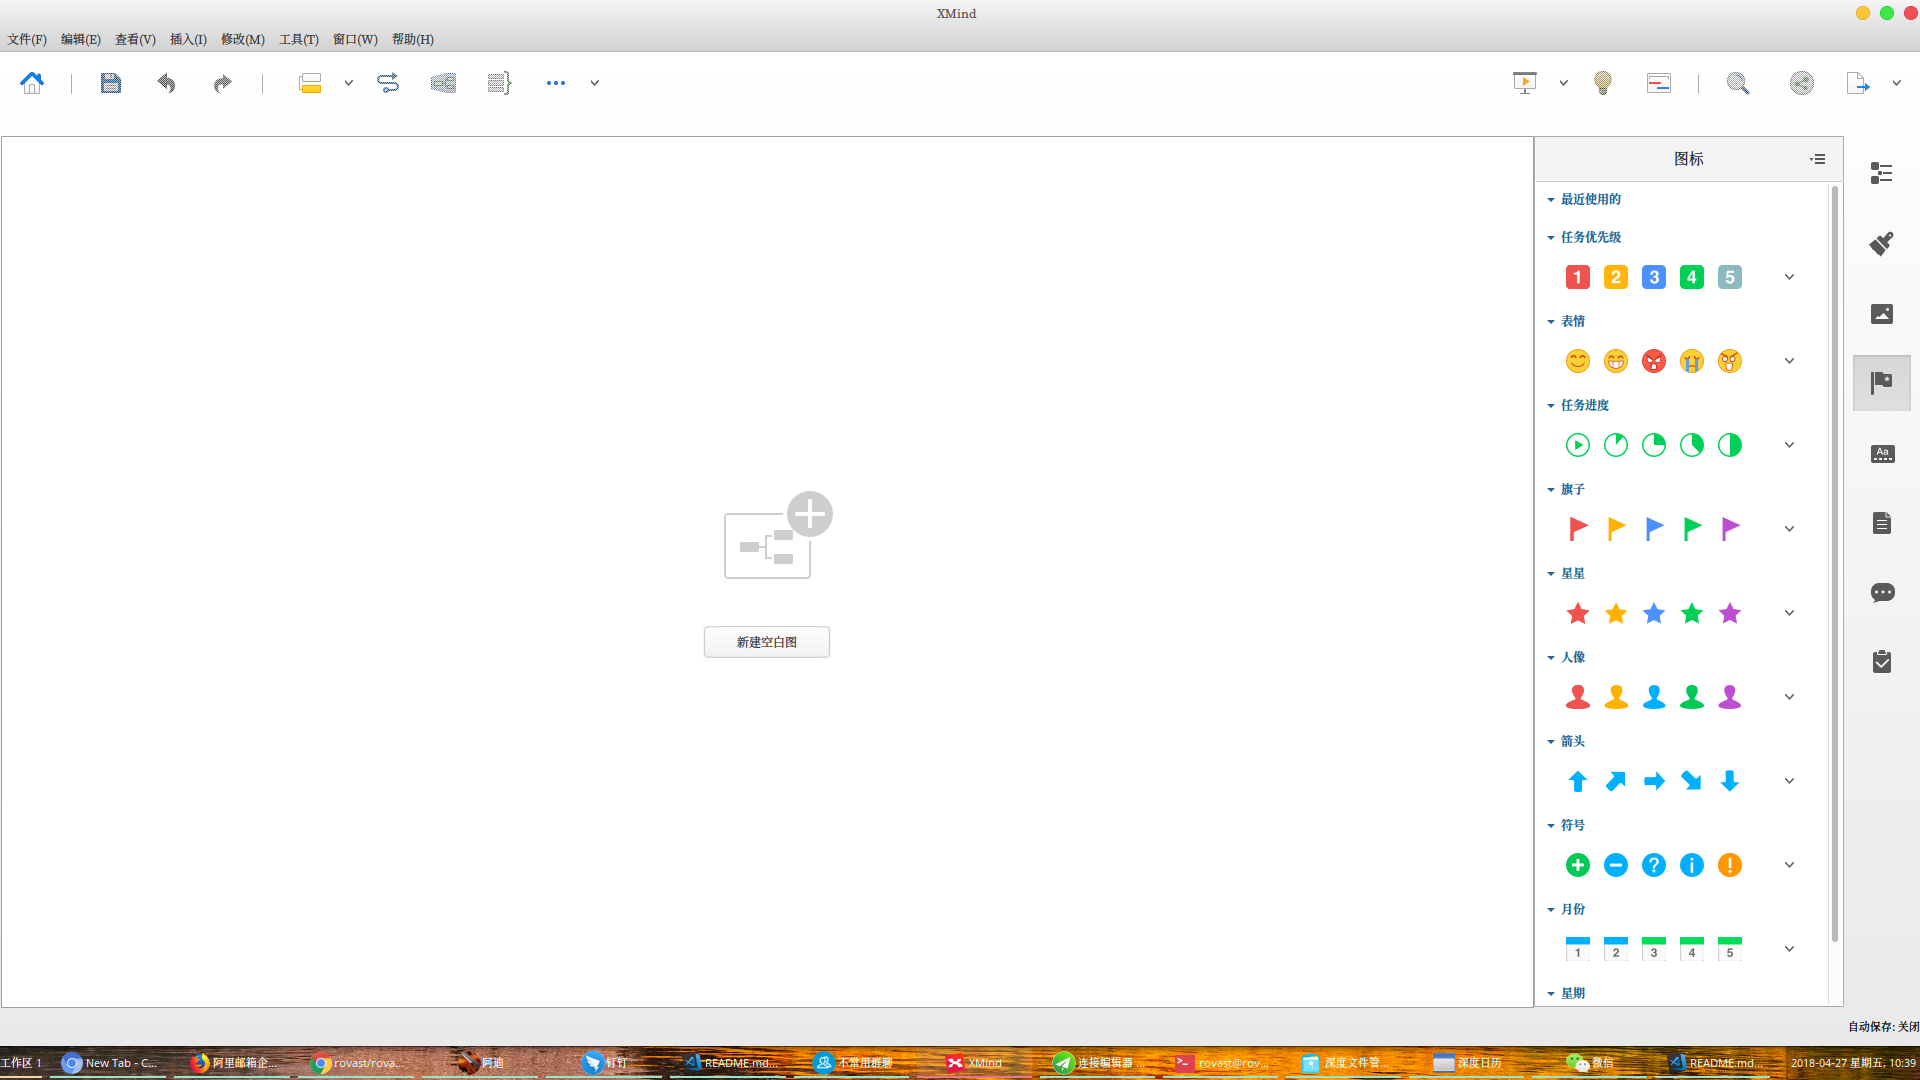 XMind
文件(F) 编辑(E) 查看(V) 插入(I) 修改(M) 工具(T) 窗口(W) 帮助(H)
图标
最近使用的
任务优先级
1 2 3 4 5
表情
任务进度
旗子
星星
人像
箭头
符号
月份
1 2 3 4 5
星期
Aa
新建空白图
自动保存: 关闭
工作区 1 New Tab - C... 阿里邮箱企... rovast/rova... 阿迪 钉钉 README.md... 不常用群聊 XMind 连接编辑器 ... rovast@rov... 深度文件管... 深度日历 微信 README.md... 2018-04-27 星期五, 10:39